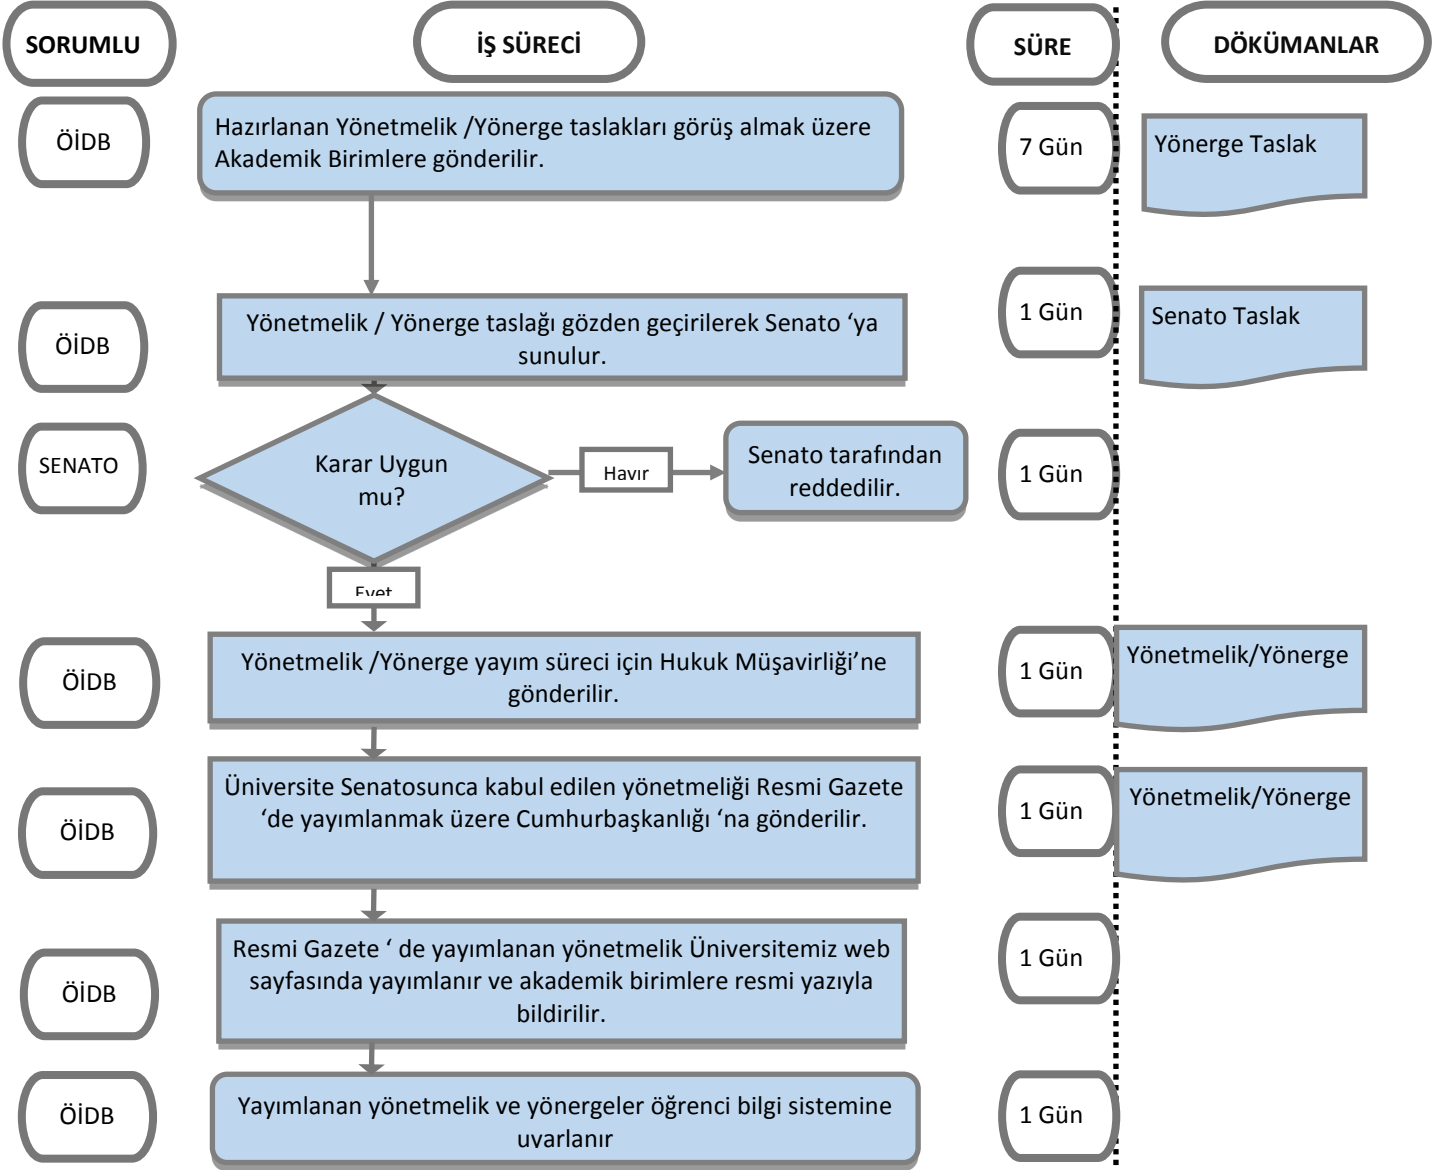 SORUMLU
İŞ SÜRECİ
SÜRE
DÖKÜMANLAR
ÖİDB
Hazırlanan Yönetmelik /Yönerge taslakları görüş almak üzere
Akademik Birimlere gönderilir.
7 Gün
Yönerge Taslak
ÖİDB
Yönetmelik / Yönerge taslağı gözden geçirilerek Senato ‘ya
sunulur.
1 Gün
Senato Taslak
SENATO
Karar Uygun
mu?
Hayır
Senato tarafından
reddedilir.
1 Gün
Evet
ÖİDB
Yönetmelik /Yönerge yayım süreci için Hukuk Müşavirliği’ne
gönderilir.
1 Gün
Yönetmelik/Yönerge
ÖİDB
Üniversite Senatosunca kabul edilen yönetmeliği Resmi Gazete
‘de yayımlanmak üzere Cumhurbaşkanlığı ‘na gönderilir.
1 Gün
Yönetmelik/Yönerge
ÖİDB
Resmi Gazete ‘ de yayımlanan yönetmelik Üniversitemiz web
sayfasında yayımlanır ve akademik birimlere resmi yazıyla
bildirilir.
1 Gün
ÖİDB
Yayımlanan yönetmelik ve yönergeler öğrenci bilgi sistemine
uyarlanır
1 Gün